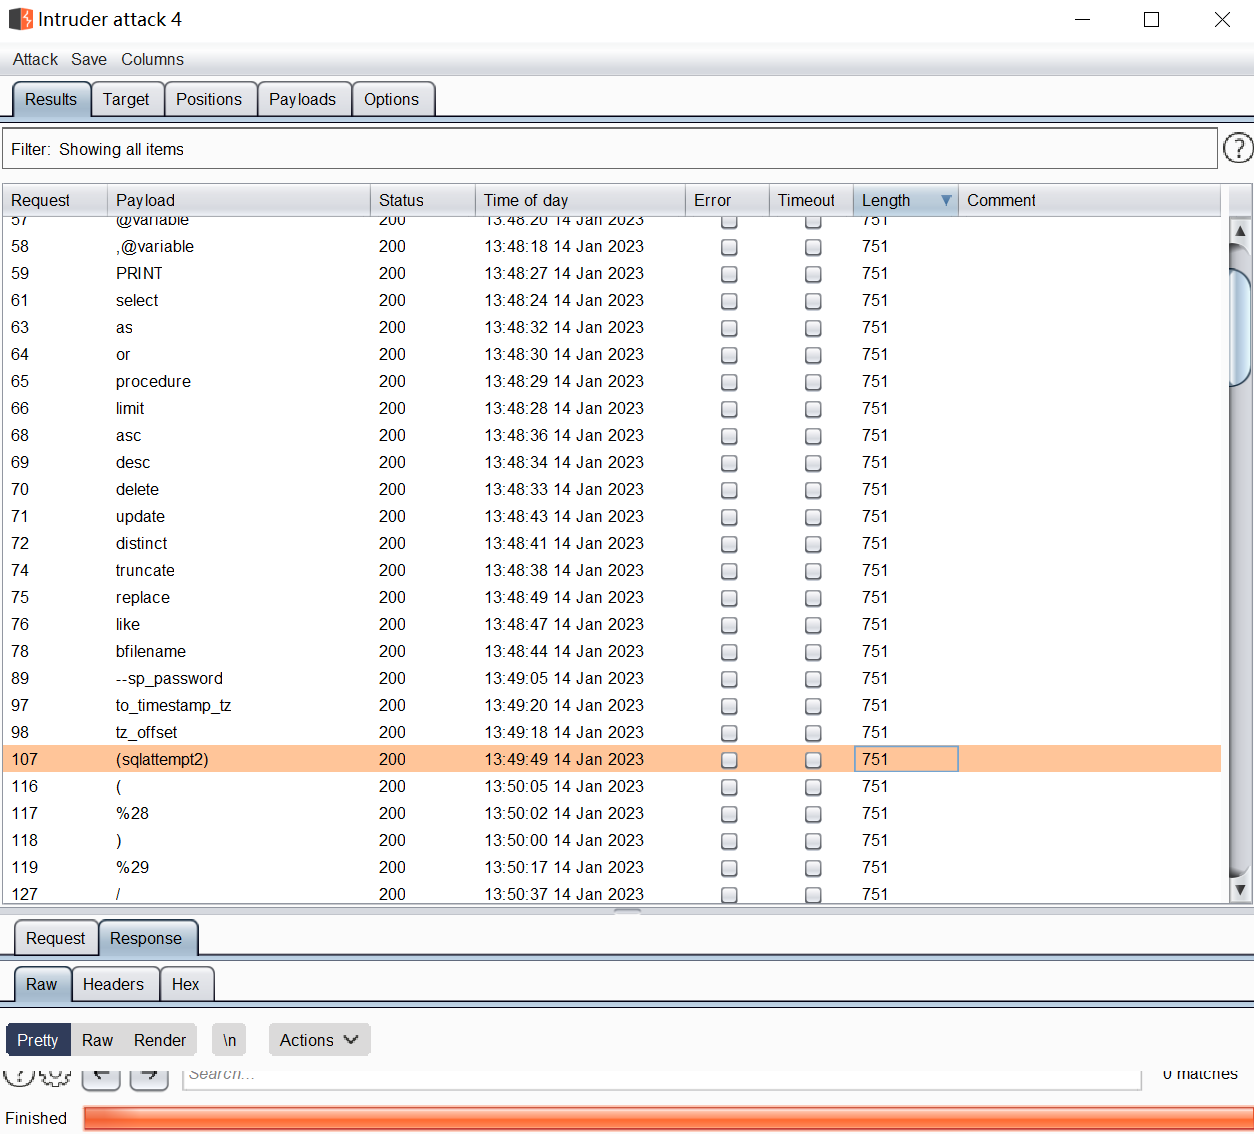 Intruder attack 4
Attack Save Columns
Results Target Positions Payloads Options
Filter: Showing all items ?
Request Payload Status Time of day Error Timeout Length Comment
57 @variable 200 13:48:20 14 Jan 2023 751
58 ,@variable 200 13:48:18 14 Jan 2023 751
59 PRINT 200 13:48:27 14 Jan 2023 751
61 select 200 13:48:24 14 Jan 2023 751
63 as 200 13:48:32 14 Jan 2023 751
64 or 200 13:48:30 14 Jan 2023 751
65 procedure 200 13:48:29 14 Jan 2023 751
66 limit 200 13:48:28 14 Jan 2023 751
68 asc 200 13:48:36 14 Jan 2023 751
69 desc 200 13:48:34 14 Jan 2023 751
70 delete 200 13:48:33 14 Jan 2023 751
71 update 200 13:48:43 14 Jan 2023 751
72 distinct 200 13:48:41 14 Jan 2023 751
74 truncate 200 13:48:38 14 Jan 2023 751
75 replace 200 13:48:49 14 Jan 2023 751
76 like 200 13:48:47 14 Jan 2023 751
78 bfilename 200 13:48:44 14 Jan 2023 751
89 --sp_password 200 13:49:05 14 Jan 2023 751
97 to_timestamp_tz 200 13:49:20 14 Jan 2023 751
98 tz_offset 200 13:49:18 14 Jan 2023 751
107 (sqlattempt2) 200 13:49:49 14 Jan 2023 751
116 ( 200 13:50:05 14 Jan 2023 751
117 %28 200 13:50:02 14 Jan 2023 751
118 ) 200 13:50:00 14 Jan 2023 751
119 %29 200 13:50:17 14 Jan 2023 751
127 / 200 13:50:37 14 Jan 2023 751
Request Response
Raw Headers Hex
Pretty Raw Render \n Actions
? Search... 0 matches
Finished